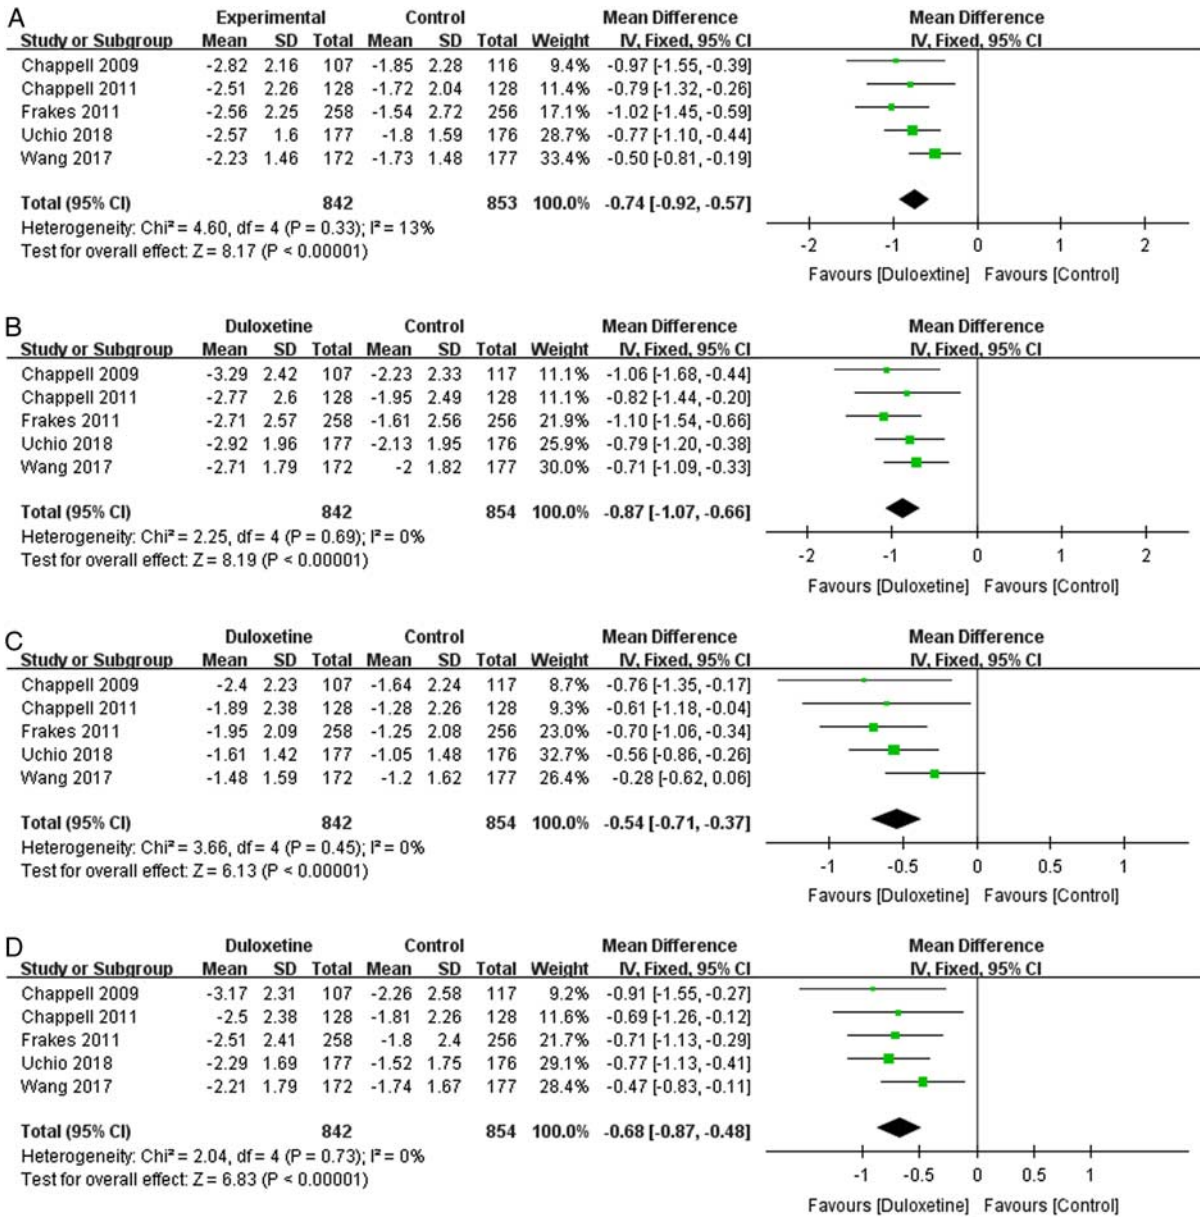 A
Experimental Control Mean Difference Mean Difference
Study or Subgroup Mean SD Total Mean SD Total Weight IV, Fixed, 95% CI IV, Fixed, 95% CI
Chappell 2009 -2.82 2.16 107 -1.85 2.28 116 9.4% -0.97 [-1.55, -0.39]
Chappell 2011 -2.51 2.26 128 -1.72 2.04 128 11.4% -0.79 [-1.32, -0.26]
Frakes 2011 -2.56 2.25 258 -1.54 2.72 256 17.1% -1.02 [-1.45, -0.59]
Uchio 2018 -2.57 1.6 177 -1.8 1.59 176 28.7% -0.77 [-1.10, -0.44]
Wang 2017 -2.23 1.46 172 -1.73 1.48 177 33.4% -0.50 [-0.81, -0.19]
Total (95% CI) 842 853 100.0% -0.74 [-0.92, -0.57]
Heterogeneity: Chi² = 4.60, df = 4 (P = 0.33); I² = 13%
Test for overall effect: Z = 8.17 (P < 0.00001)
-2 -1 0 1 2
Favours [Duloextine] Favours [Control]
B
Duloxetine Control Mean Difference Mean Difference
Study or Subgroup Mean SD Total Mean SD Total Weight IV, Fixed, 95% CI IV, Fixed, 95% CI
Chappell 2009 -3.29 2.42 107 -2.23 2.33 117 11.1% -1.06 [-1.68, -0.44]
Chappell 2011 -2.77 2.6 128 -1.95 2.49 128 11.1% -0.82 [-1.44, -0.20]
Frakes 2011 -2.71 2.57 258 -1.61 2.56 256 21.9% -1.10 [-1.54, -0.66]
Uchio 2018 -2.92 1.96 177 -2.13 1.95 176 25.9% -0.79 [-1.20, -0.38]
Wang 2017 -2.71 1.79 172 -2 1.82 177 30.0% -0.71 [-1.09, -0.33]
Total (95% CI) 842 854 100.0% -0.87 [-1.07, -0.66]
Heterogeneity: Chi² = 2.25, df = 4 (P = 0.69); I² = 0%
Test for overall effect: Z = 8.19 (P < 0.00001)
-2 -1 0 1 2
Favours [Duloxetine] Favours [Control]
C
Duloxetine Control Mean Difference Mean Difference
Study or Subgroup Mean SD Total Mean SD Total Weight IV, Fixed, 95% CI IV, Fixed, 95% CI
Chappell 2009 -2.4 2.23 107 -1.64 2.24 117 8.7% -0.76 [-1.35, -0.17]
Chappell 2011 -1.89 2.38 128 -1.28 2.26 128 9.3% -0.61 [-1.18, -0.04]
Frakes 2011 -1.95 2.09 258 -1.25 2.08 256 23.0% -0.70 [-1.06, -0.34]
Uchio 2018 -1.61 1.42 177 -1.05 1.48 176 32.7% -0.56 [-0.86, -0.26]
Wang 2017 -1.48 1.59 172 -1.2 1.62 177 26.4% -0.28 [-0.62, 0.06]
Total (95% CI) 842 854 100.0% -0.54 [-0.71, -0.37]
Heterogeneity: Chi² = 3.66, df = 4 (P = 0.45); I² = 0%
Test for overall effect: Z = 6.13 (P < 0.00001)
-1 -0.5 0 0.5 1
Favours [Duloxetine] Favours [Control]
D
Duloxetine Control Mean Difference Mean Difference
Study or Subgroup Mean SD Total Mean SD Total Weight IV, Fixed, 95% CI IV, Fixed, 95% CI
Chappell 2009 -3.17 2.31 107 -2.26 2.58 117 9.2% -0.91 [-1.55, -0.27]
Chappell 2011 -2.5 2.38 128 -1.81 2.26 128 11.6% -0.69 [-1.26, -0.12]
Frakes 2011 -2.51 2.41 258 -1.8 2.4 256 21.7% -0.71 [-1.13, -0.29]
Uchio 2018 -2.29 1.69 177 -1.52 1.75 176 29.1% -0.77 [-1.13, -0.41]
Wang 2017 -2.21 1.79 172 -1.74 1.67 177 28.4% -0.47 [-0.83, -0.11]
Total (95% CI) 842 854 100.0% -0.68 [-0.87, -0.48]
Heterogeneity: Chi² = 2.04, df = 4 (P = 0.73); I² = 0%
Test for overall effect: Z = 6.83 (P < 0.00001)
-1 -0.5 0 0.5 1
Favours [Duloxetine] Favours [Control]